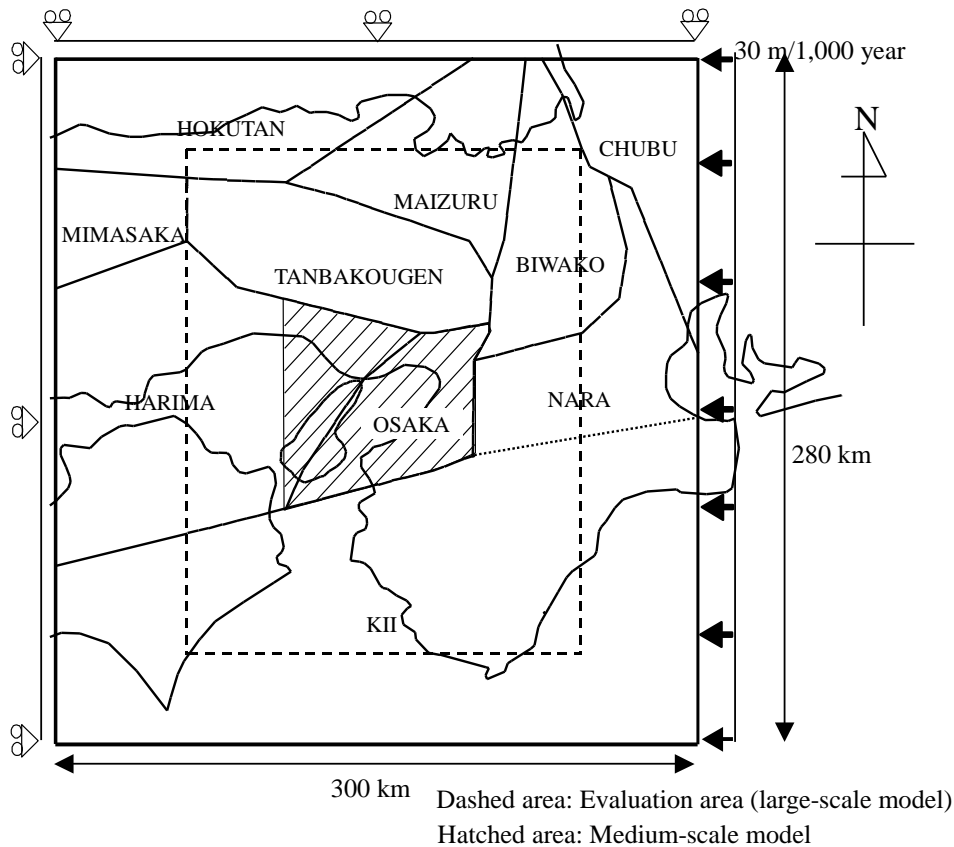 30 m/1,000 year
N
HOKUTAN
CHUBU
MAIZURU
MIMASAKA
BIWAKO
TANBAKOUGEN
HARIMA
NARA
OSAKA
280 km
KII
300 km
Dashed area: Evaluation area (large-scale model)
Hatched area: Medium-scale model